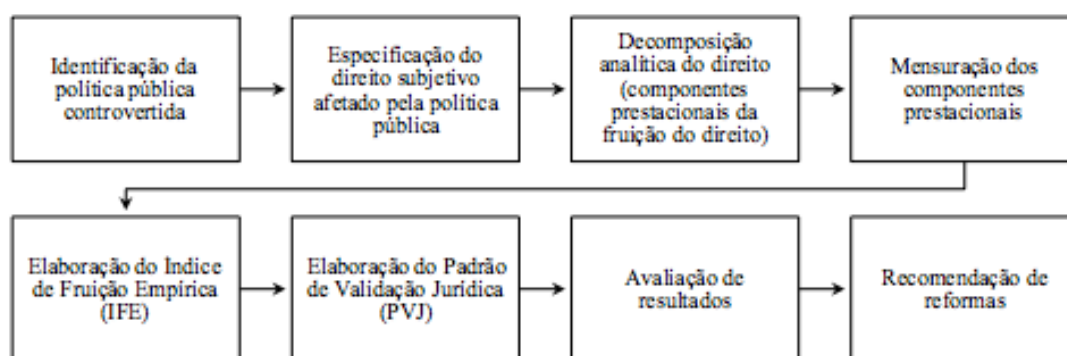 Identificação da
política pública
controvertida
Especificação do
direito subjetivo
afetado pela política
pública
Decomposição
analítica do direito
(componentes
prestacionais da
fruição do direito)
Mensuração dos
componentes
prestacionais
Elaboração do Índice
de Fruição Empírica
(IFE)
Elaboração do Padrão
de Validação Jurídica
(PVJ)
Avaliação de
resultados
Recomendação de
reformas